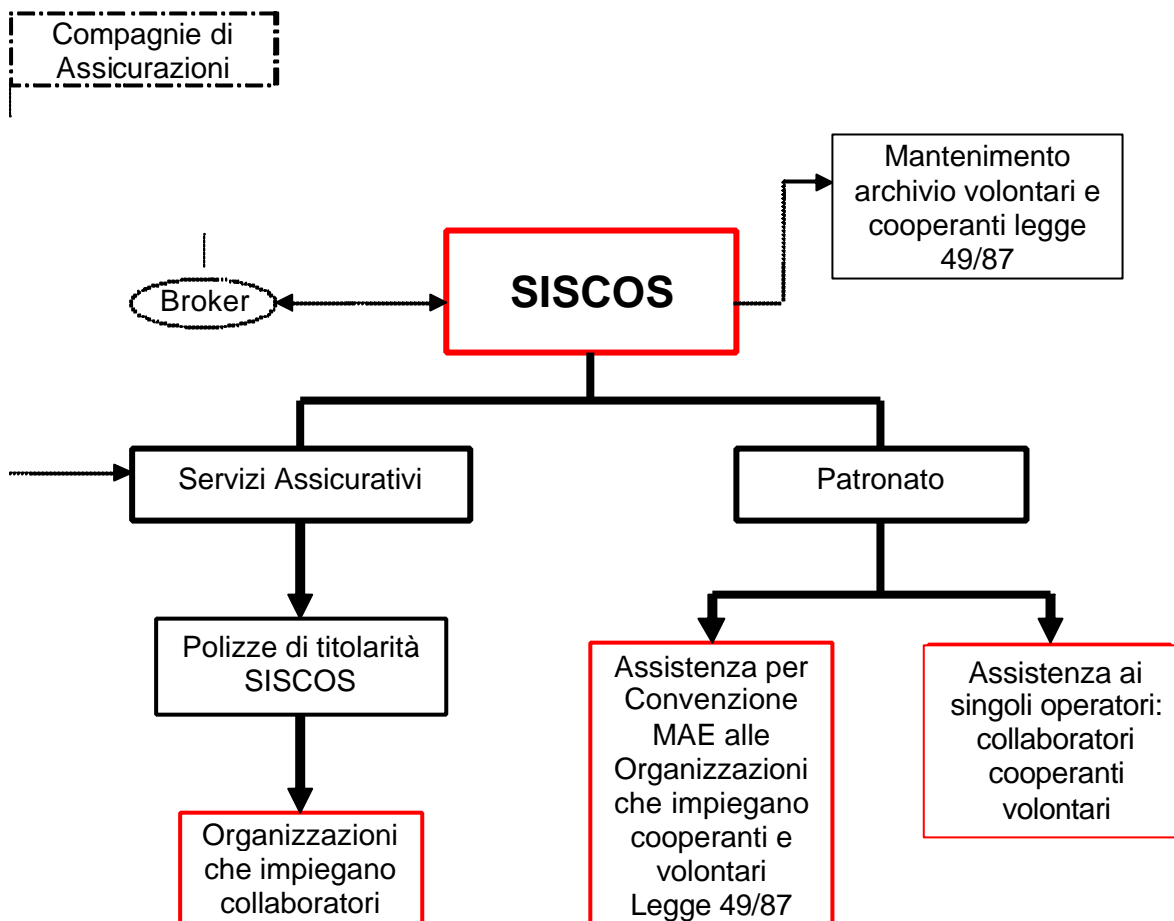 Compagnie di
Assicurazioni
Mantenimento
archivio volontari e
cooperanti legge
49/87
SISCOS
Broker
Servizi Assicurativi
Patronato
Polizze di titolarità
SISCOS
Assistenza per
Convenzione
MAE alle
Organizzazioni
che impiegano
cooperanti e
volontari
Legge 49/87
Assistenza ai
singoli operatori:
collaboratori
cooperanti
volontari
Organizzazioni
che impiegano
collaboratori